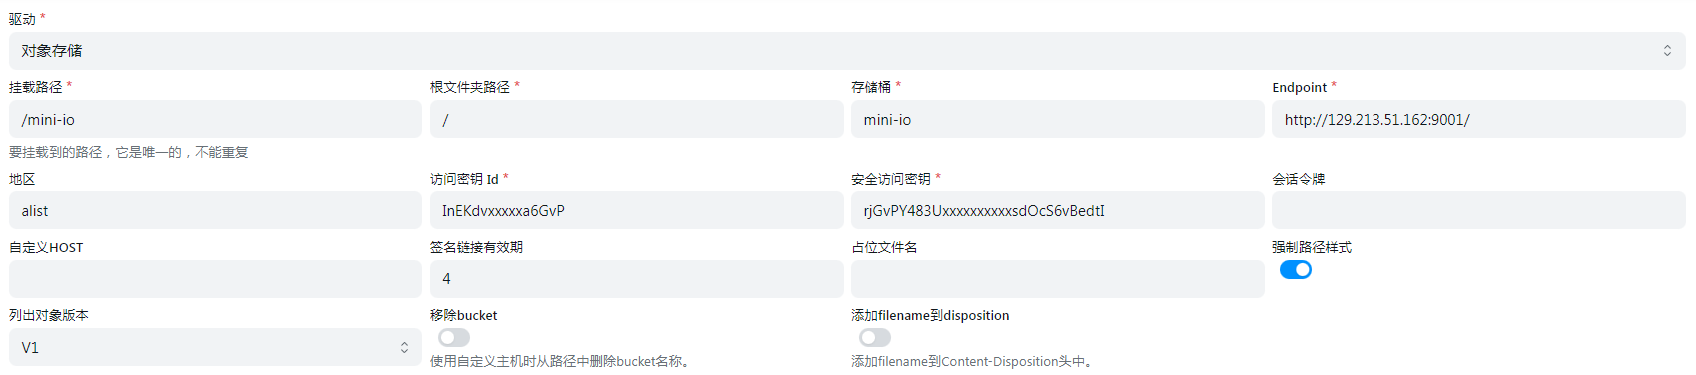 驱动 *
对象存储
挂载路径 * 根文件夹路径 * 存储桶 * Endpoint *
/mini-io / mini-io http://129.213.51.162:9001/
要挂载到的路径，它是唯一的，不能重复
地区 访问密钥 Id * 安全访问密钥 * 会话令牌
alist InEKdvxxxxxa6GvP rjGvPY483UxxxxxxxxxxsdOcS6vBedtI
自定义HOST 签名链接有效期 占位文件名 强制路径样式
4
列出对象版本 移除bucket 添加filename到disposition
V1
使用自定义主机时从路径中删除bucket名称。 添加filename到Content-Disposition头中。